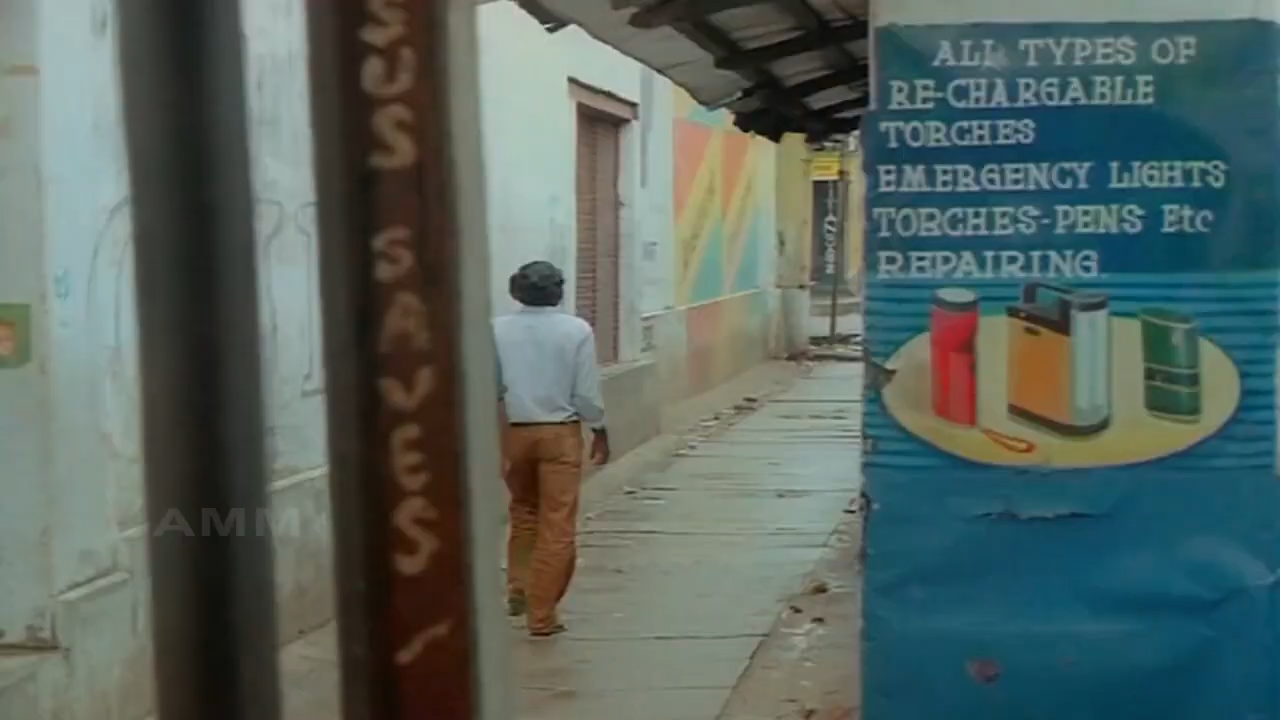 SUS SAVES
ALL TYPES OF
RE-CHARGABLE
TORCHES
EMERGENCY LIGHTS
TORCHES-PENS Etc
REPAIRING
AMM